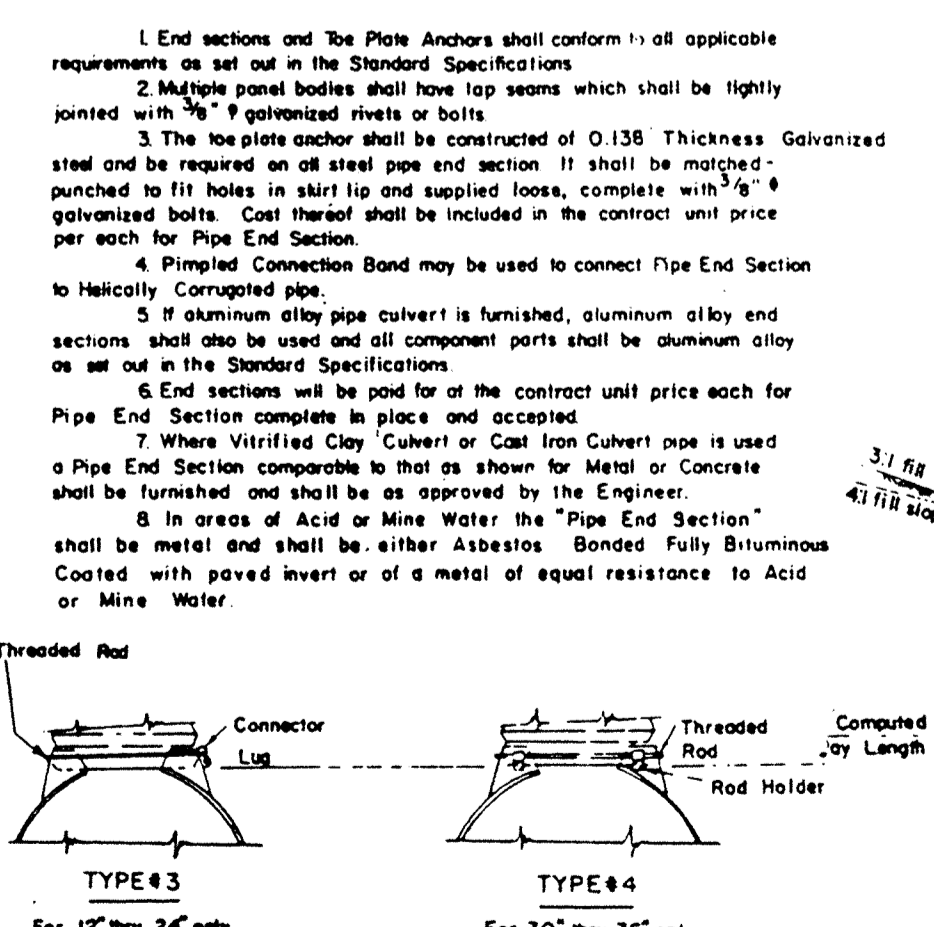 1. End sections and Toe Plate Anchors shall conform to all applicable
requirements as set out in the Standard Specifications
2. Multiple panel bodies shall have lap seams which shall be tightly
jointed with 3/8" φ galvanized rivets or bolts.
3. The toe plate anchor shall be constructed of 0.138 Thickness Galvanized
steel and be required on all steel pipe end section. It shall be matched-
punched to fit holes in skirt lip and supplied loose, complete with 3/8" φ
galvanized bolts. Cost thereof shall be included in the contract unit price
per each for Pipe End Section.
4. Pimpled Connection Band may be used to connect Pipe End Section
to Helically Corrugated pipe.
5. If aluminum alloy pipe culvert is furnished, aluminum alloy end
sections shall also be used and all component parts shall be aluminum alloy
as set out in the Standard Specifications.
6. End sections will be paid for at the contract unit price each for
Pipe End Section complete in place and accepted.
7. Where Vitrified Clay Culvert or Cast Iron Culvert pipe is used
a Pipe End Section comparable to that as shown for Metal or Concrete
shall be furnished and shall be as approved by the Engineer.
3:1 fill
4:1 fill slop
8. In areas of Acid or Mine Water the "Pipe End Section"
shall be metal and shall be either Asbestos Bonded Fully Bituminous
Coated with paved invert or of a metal of equal resistance to Acid
or Mine Water.
Threaded Rod
Connector
Lug
Threaded
Rod
Rod Holder
Computed
ay Length
TYPE #3
TYPE #4
For 12" thru 24" only
For 30" thru 36"